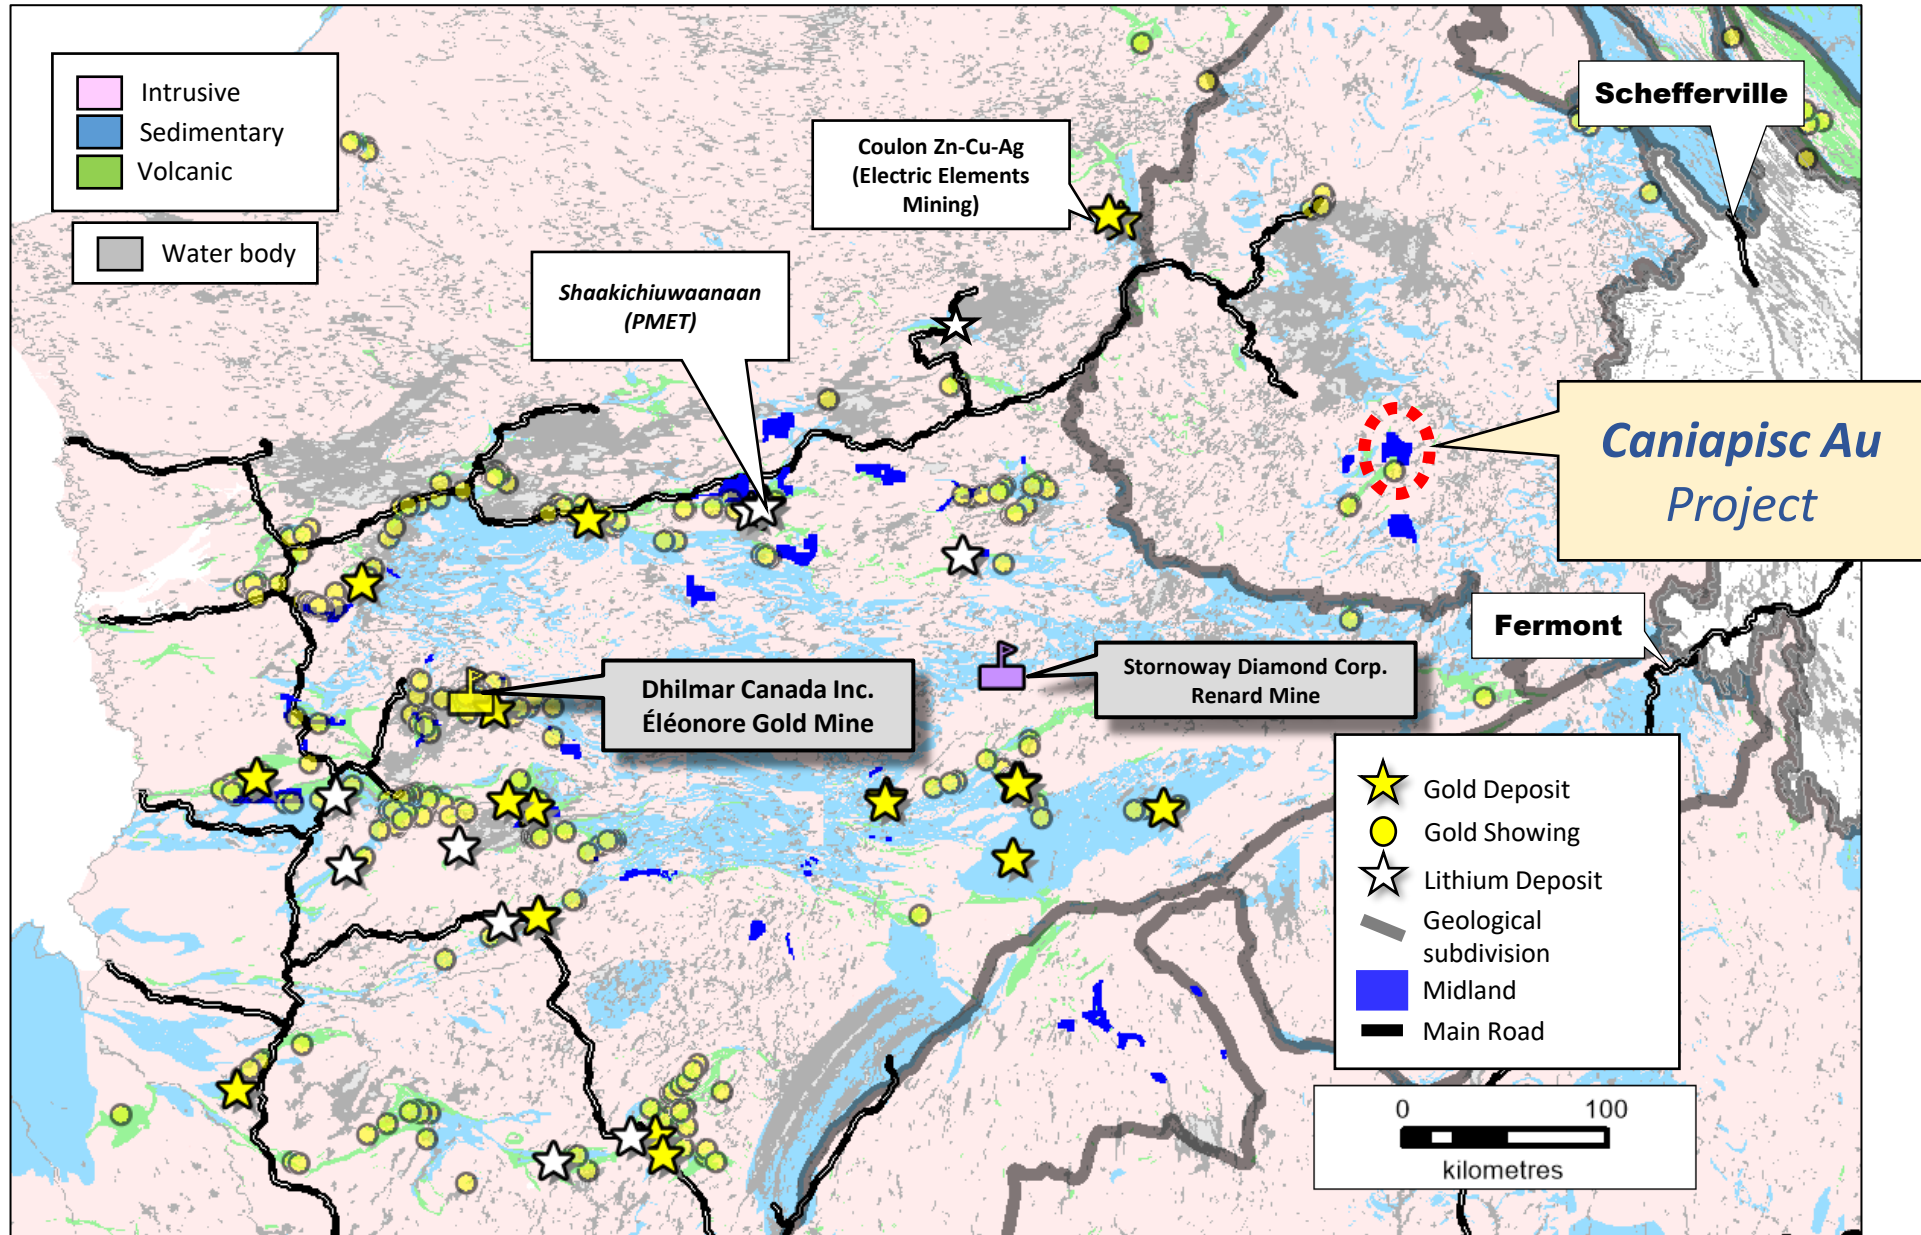 Intrusive
Sedimentary
Volcanic
Water body
Coulon Zn-Cu-Ag
(Electric Elements
Mining)
Schefferville
Shaakichiuwaanaan
(PMET)
Caniapisc Au
Project
Fermont
Dhilmar Canada Inc.
Éléonore Gold Mine
Stornoway Diamond Corp.
Renard Mine
Gold Deposit
Gold Showing
Lithium Deposit
Geological
subdivision
Midland
Main Road
0 100
kilometres